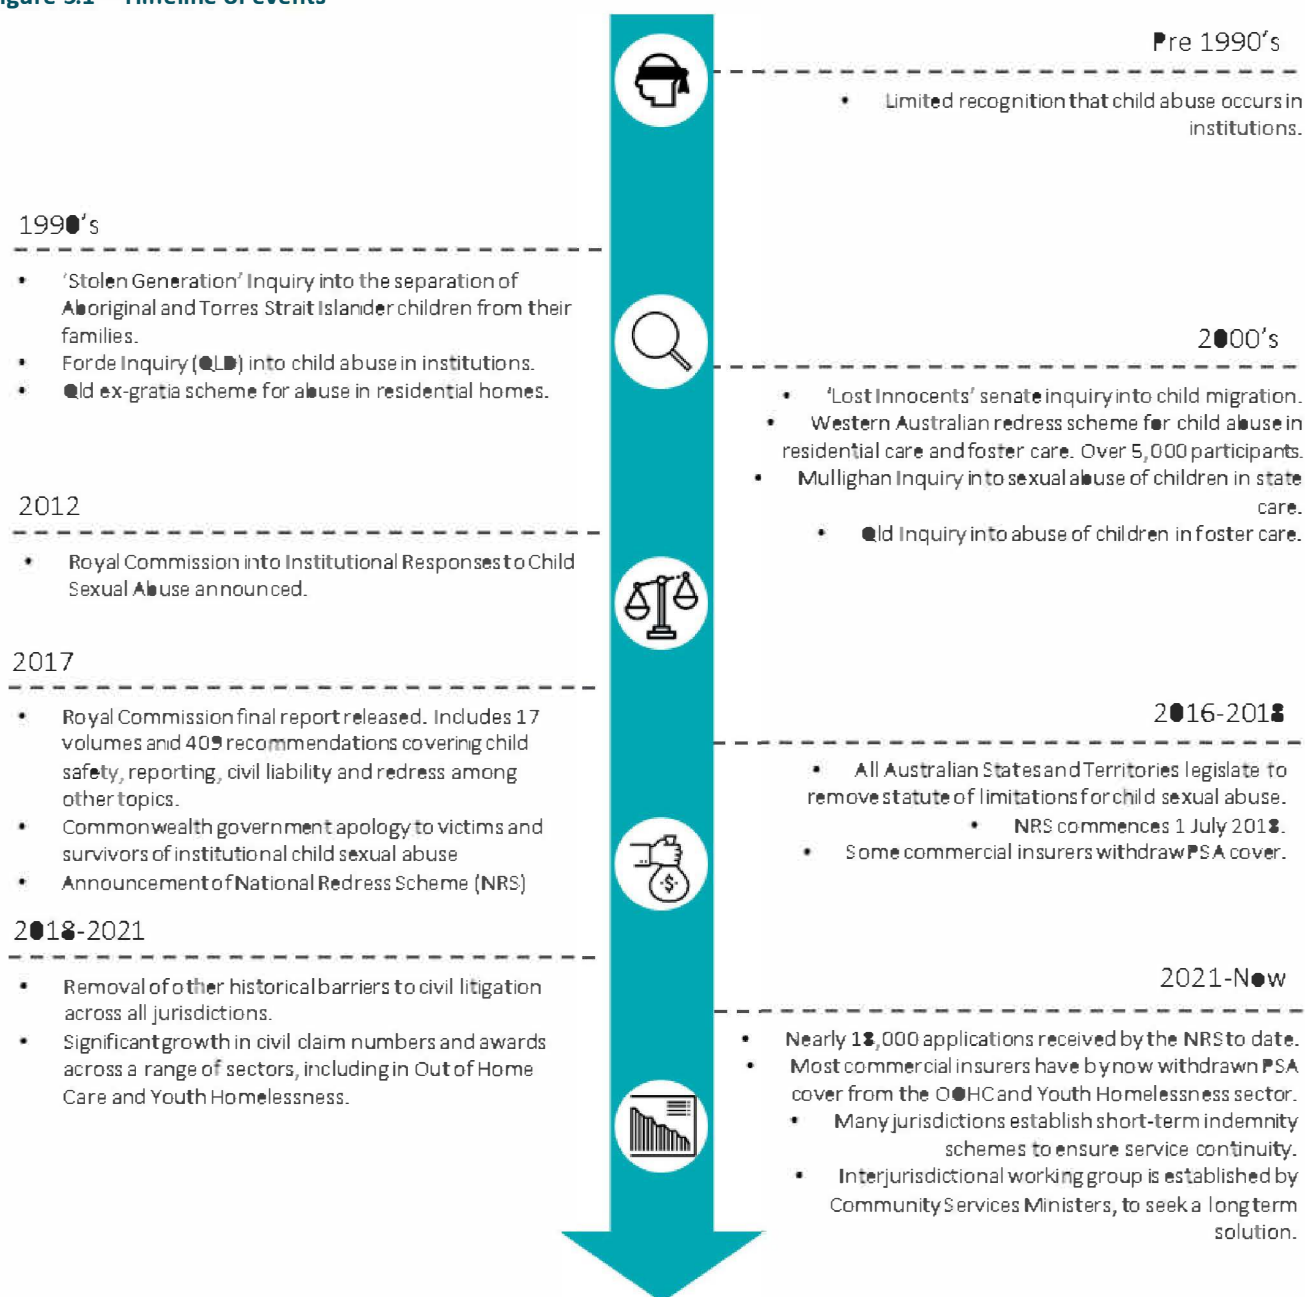 Timeline of events
Pre 1990's
• Limited recognition that child abuse occurs in
institutions.
1990's
• 'Stolen Generation' Inquiry into the separation of
Aboriginal and Torres Strait Islander children from their
families.
• Forde Inquiry (QLD) into child abuse in institutions.
• Qld ex-gratia scheme for abuse in residential homes.
2000's
• 'Lost Innocents' senate inquiry into child migration.
• Western Australian redress scheme for child abuse in
residential care and foster care. Over 5,000 participants.
• Mullighan Inquiry into sexual abuse of children in state
care.
• Qld Inquiry into abuse of children in foster care.
2012
• Royal Commission into Institutional Responses to Child
Sexual Abuse announced.
2017
• Royal Commission final report released. Includes 17
volumes and 409 recommendations covering child
safety, reporting, civil liability and redress among
other topics.
• Commonwealth government apology to victims and
survivors of institutional child sexual abuse
• Announcement of National Redress Scheme (NRS)
2016-2018
• All Australian States and Territories legislate to
remove statute of limitations for child sexual abuse.
• NRS commences 1 July 2018.
• Some commercial insurers withdraw PSA cover.
2018-2021
• Removal of other historical barriers to civil litigation
across all jurisdictions.
• Significant growth in civil claim numbers and awards
across a range of sectors, including in Out of Home
Care and Youth Homelessness.
2021-Now
• Nearly 18,000 applications received by the NRS to date.
• Most commercial insurers have by now withdrawn PSA
cover from the OOHC and Youth Homelessness sector.
• Many jurisdictions establish short-term indemnity
schemes to ensure service continuity.
• Interjurisdictional working group is established by
Community Services Ministers, to seek a long term
solution.